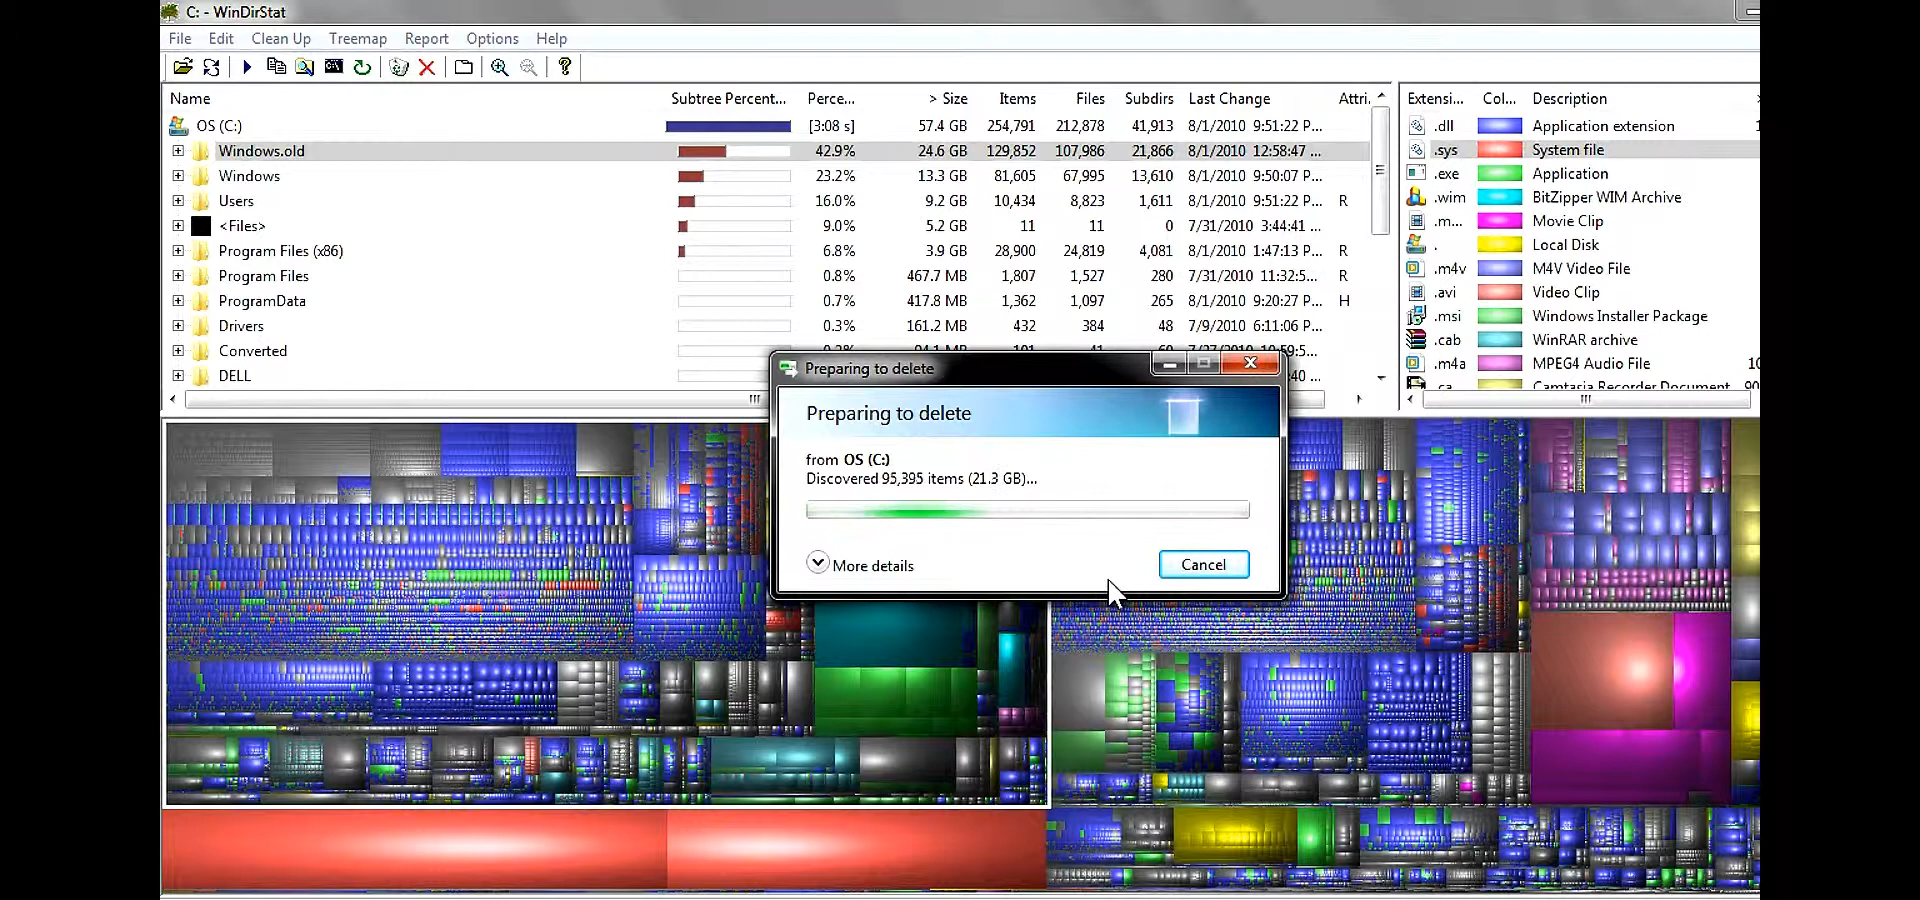 C: - WinDirStat
File Edit Clean Up Treemap Report Options Help
Name Subtree Percent... Perce... > Size Items Files Subdirs Last Change Attri.
OS (C:) [3:08 s] 57.4 GB 254,791 212,878 41,913 8/1/2010 9:51:22 P...
Windows.old 42.9% 24.6 GB 129,852 107,986 21,866 8/1/2010 12:58:47 ...
Windows 23.2% 13.3 GB 81,605 67,995 13,610 8/1/2010 9:50:07 P...
Users 16.0% 9.2 GB 10,434 8,823 1,611 8/1/2010 9:51:22 P... R
<Files> 9.0% 5.2 GB 11 11 0 7/31/2010 3:44:41 ...
Program Files (x86) 6.8% 3.9 GB 28,900 24,819 4,081 8/1/2010 1:47:13 P... R
Program Files 0.8% 467.7 MB 1,807 1,527 280 7/31/2010 11:32:5... R
ProgramData 0.7% 417.8 MB 1,362 1,097 265 8/1/2010 9:20:27 P... H
Drivers 0.3% 161.2 MB 432 384 48 7/9/2010 6:11:06 P...
Converted
DELL
Extensi... Col... Description
.dll Application extension
.sys System file
.exe Application
.wim BitZipper WIM Archive
.m... Movie Clip
. Local Disk
.m4v M4V Video File
.avi Video Clip
.msi Windows Installer Package
.cab WinRAR archive
.m4a MPEG4 Audio File 10
.ca Camtasia Recorder Document 90
Preparing to delete
Preparing to delete
from OS (C:)
Discovered 95,395 items (21.3 GB)...
More details
Cancel